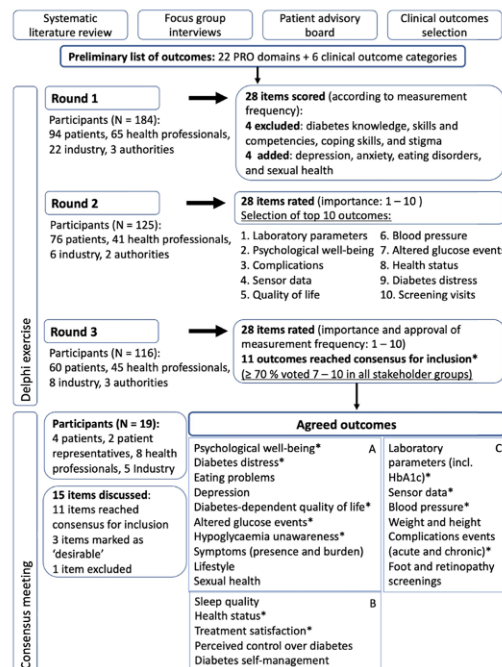 Systematic
literature review
Focus group
interviews
Patient advisory
board
Clinical outcomes
selection
Preliminary list of outcomes: 22 PRO domains + 6 clinical outcome categories
Delphi exercise
Round 1
Participants (N = 184):
94 patients, 65 health professionals,
22 industry, 3 authorities
28 items scored (according to measurement
frequency):
4 excluded: diabetes knowledge, skills and
competencies, coping skills, and stigma
4 added: depression, anxiety, eating disorders,
and sexual health
Round 2
Participants (N = 125):
76 patients, 41 health professionals,
6 industry, 2 authorities
28 items rated (importance: 1 – 10 )
Selection of top 10 outcomes:
1. Laboratory parameters
2. Psychological well-being
3. Complications
4. Sensor data
5. Quality of life
6. Blood pressure
7. Altered glucose events
8. Health status
9. Diabetes distress
10. Screening visits
Round 3
Participants (N = 116):
60 patients, 45 health professionals,
8 industry, 3 authorities
28 items rated (importance and approval of
measurement frequency: 1 – 10)
11 outcomes reached consensus for inclusion*
(≥ 70 % voted 7 – 10 in all stakeholder groups)
Consensus meeting
Participants (N = 19):
4 patients, 2 patient
representatives, 8 health
professionals, 5 Industry
15 items discussed:
11 items reached
consensus for inclusion
3 items marked as
‘desirable’
1 item excluded
Agreed outcomes
A
Psychological well-being*
Diabetes distress*
Eating problems
Depression
Diabetes-dependent quality of life*
Altered glucose events*
Hypoglycaemia unawareness*
Symptoms (presence and burden)
Lifestyle
Sexual health
B
Sleep quality
Health status*
Treatment satisfaction*
Perceived control over diabetes
Diabetes self-management
C
Laboratory
parameters (incl.
HbA1c)*
Sensor data*
Blood pressure*
Weight and height
Complications events
(acute and chronic)*
Foot and retinopathy
screenings